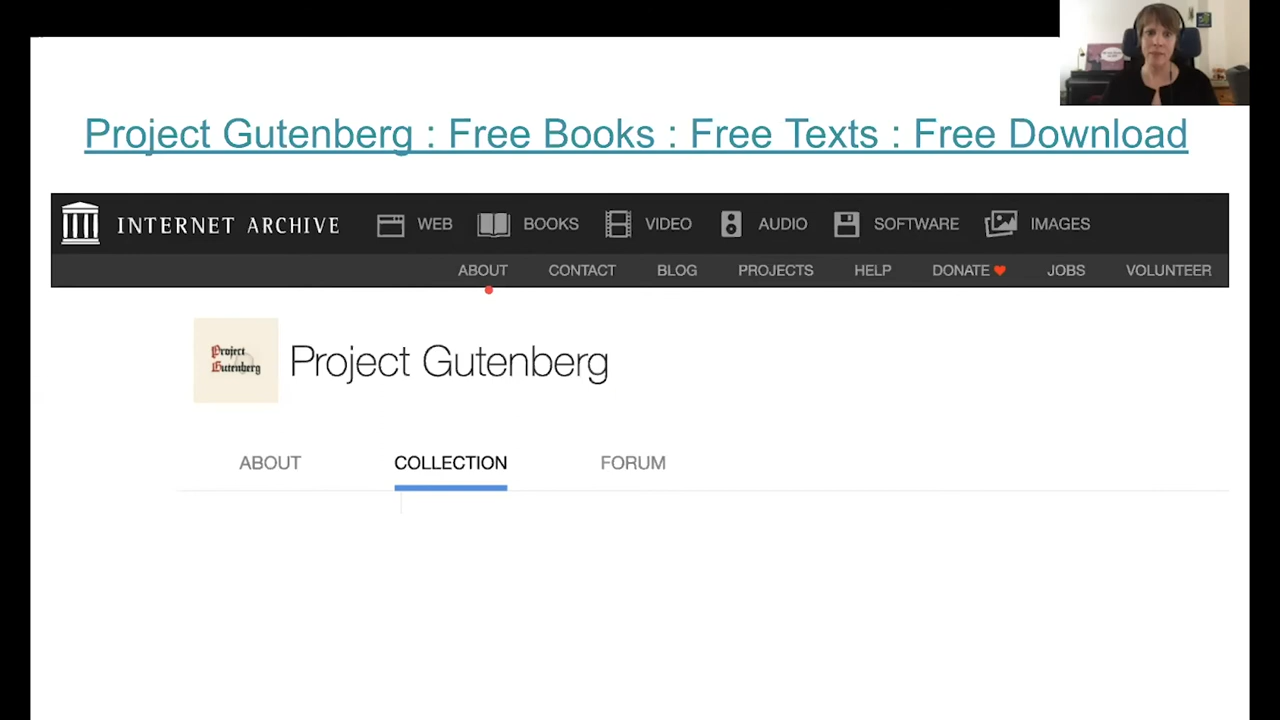 Project Gutenberg : Free Books : Free Texts : Free Download
INTERNET ARCHIVE WEB BOOKS VIDEO AUDIO SOFTWARE IMAGES
ABOUT CONTACT BLOG PROJECTS HELP DONATE JOBS VOLUNTEER
Project
Gutenberg
Project Gutenberg
ABOUT COLLECTION FORUM